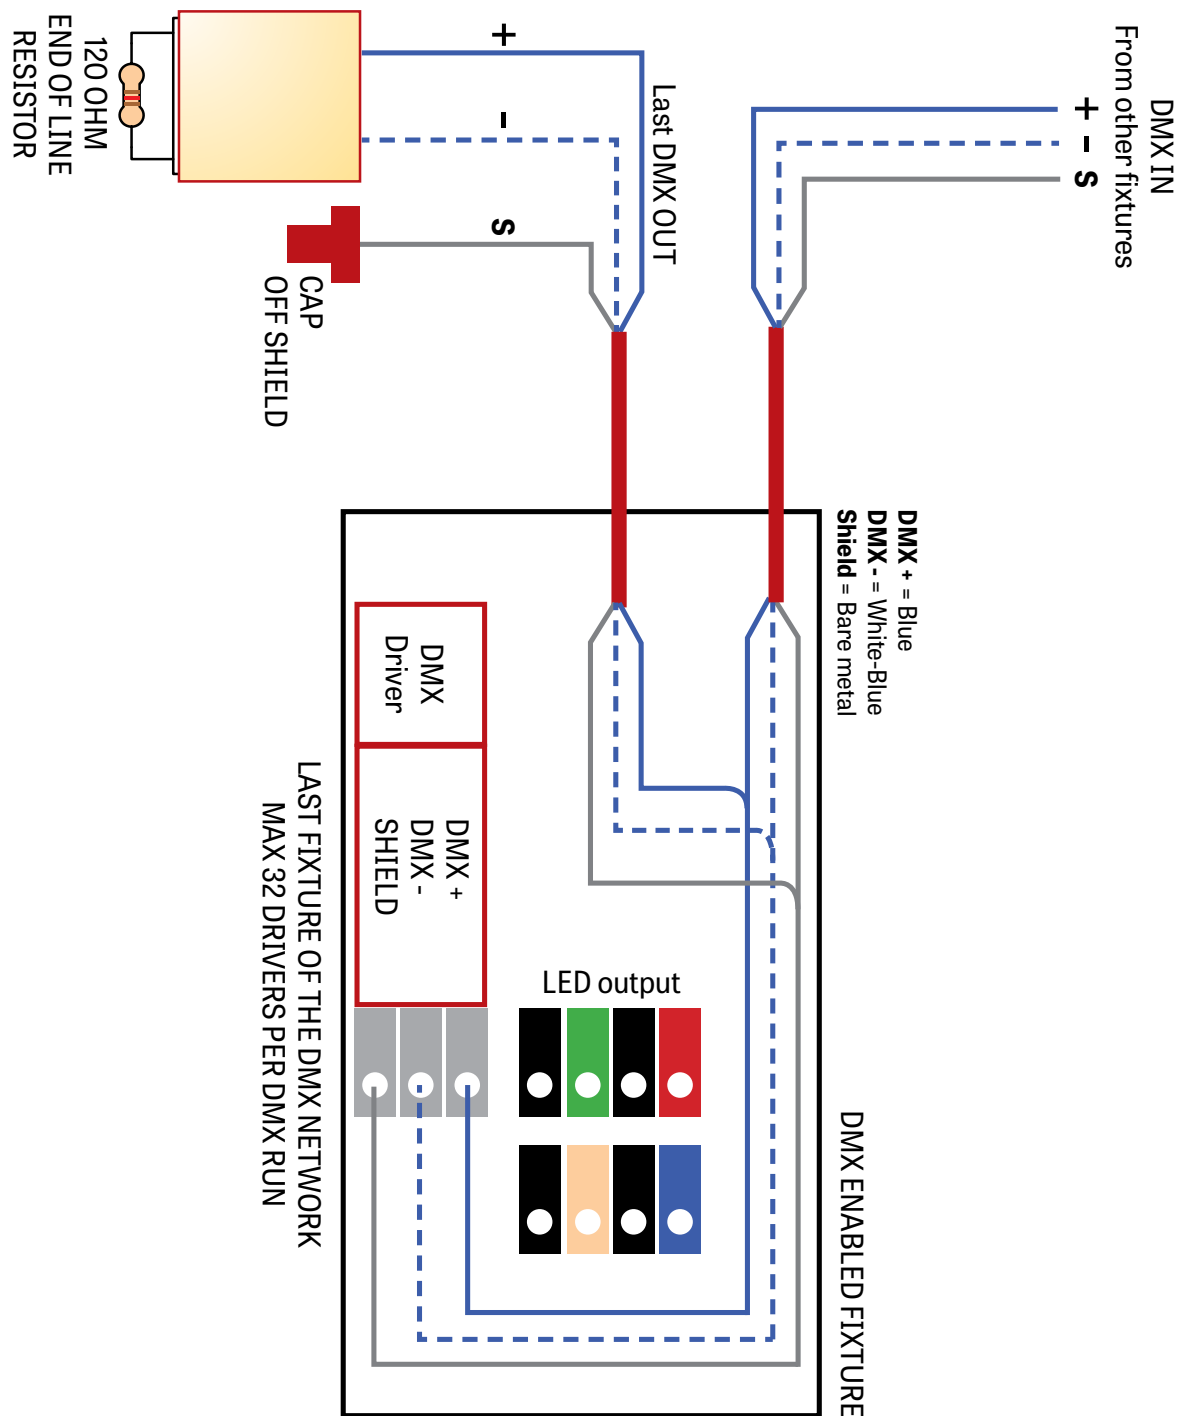 DMX IN
From other fixtures
+
-
S
Last DMX OUT
+
-
S
120 OHM
END OF LINE
RESISTOR
CAP
OFF SHIELD
DMX + = Blue
DMX - = White-Blue
Shield = Bare metal
DMX ENABLED FIXTURE
DMX
Driver
DMX +
DMX -
SHIELD
LED output
LAST FIXTURE OF THE DMX NETWORK
MAX 32 DRIVERS PER DMX RUN